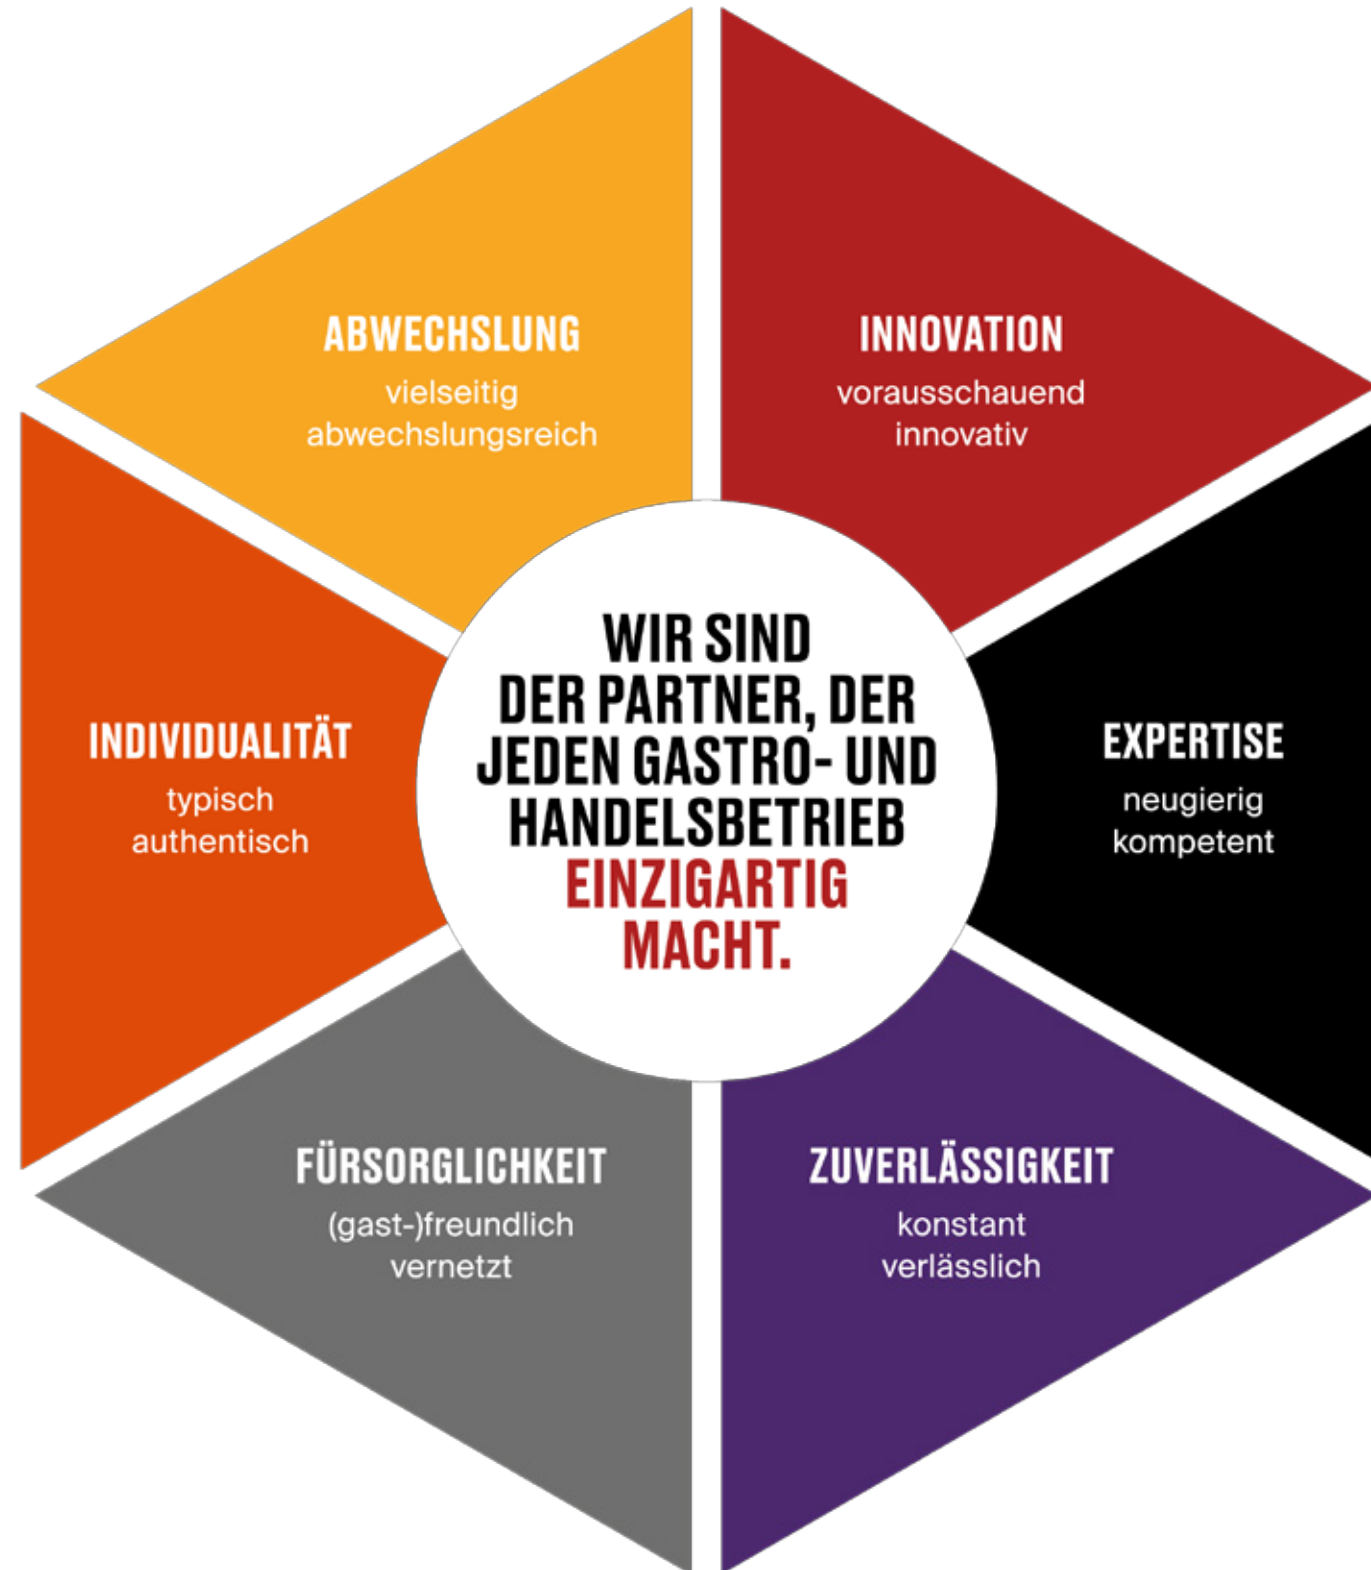 ABWECHSLUNG
vielseitig
abwechslungsreich
INNOVATION
vorausschauend
innovativ
INDIVIDUALITÄT
typisch
authentisch
WIR SIND
DER PARTNER, DER
JEDEN GASTRO- UND
HANDELSBETRIEB
EINZIGARTIG
MACHT.
EXPERTISE
neugierig
kompetent
FÜRSORGLICHKEIT
(gast-)freundlich
vernetzt
ZUVERLÄSSIGKEIT
konstant
verlässlich